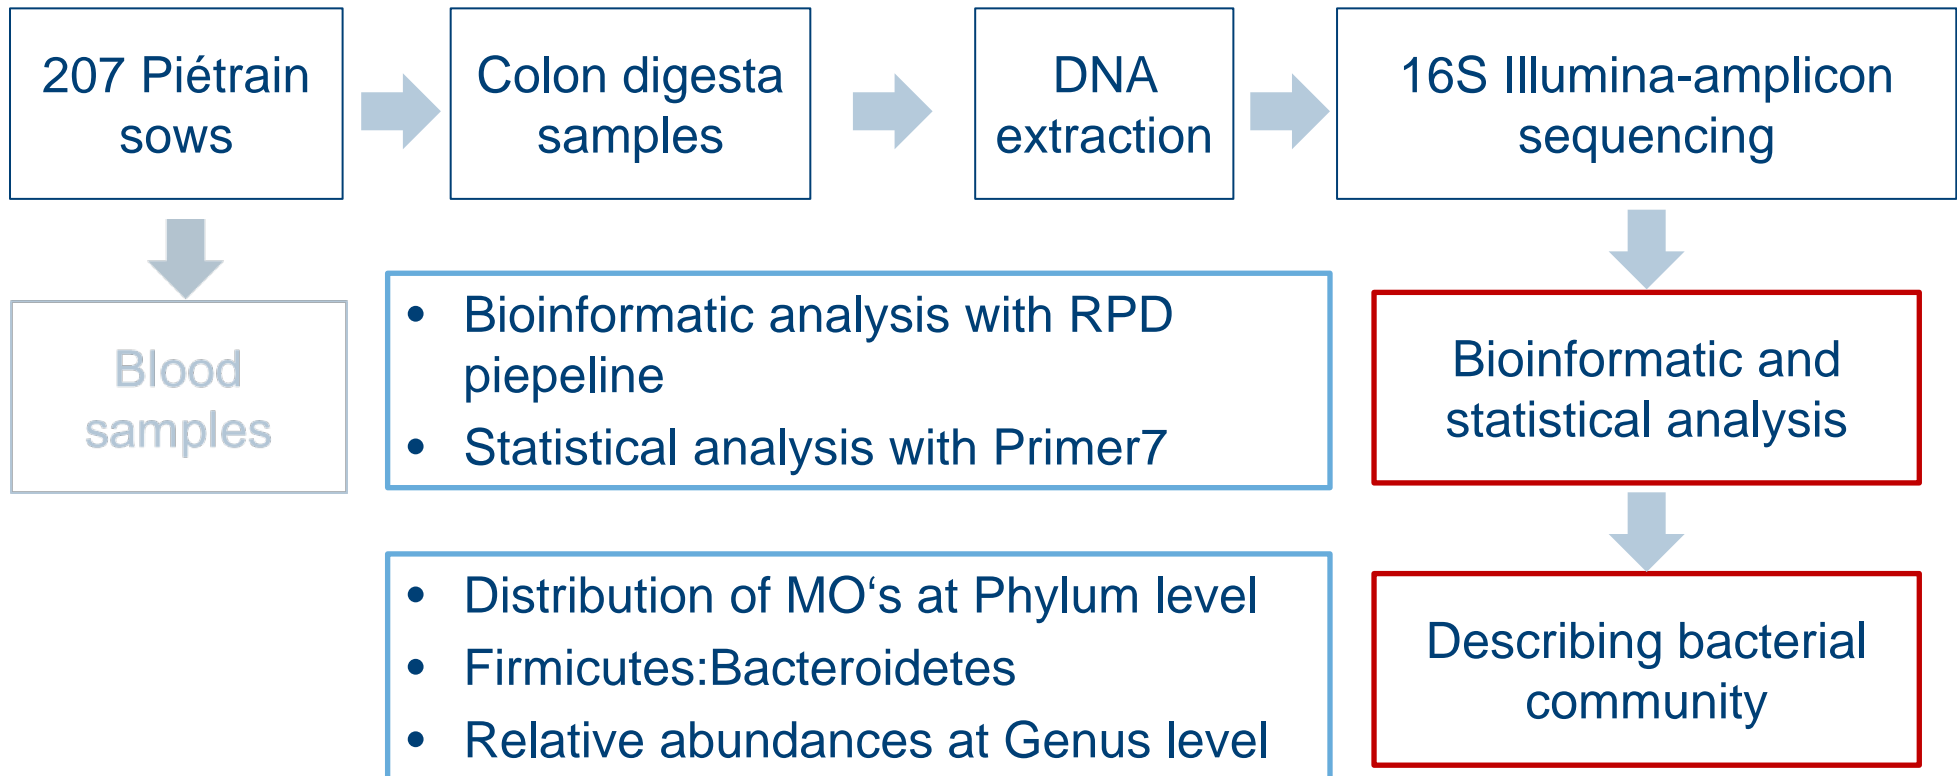 207 Piétrain
sows
Colon digesta
samples
DNA
extraction
16S Illumina-amplicon
sequencing
Blood
samples
• Bioinformatic analysis with RPD
piepeline
• Statistical analysis with Primer7
Bioinformatic and
statistical analysis
• Distribution of MO‘s at Phylum level
• Firmicutes:Bacteroidetes
• Relative abundances at Genus level
Describing bacterial
community